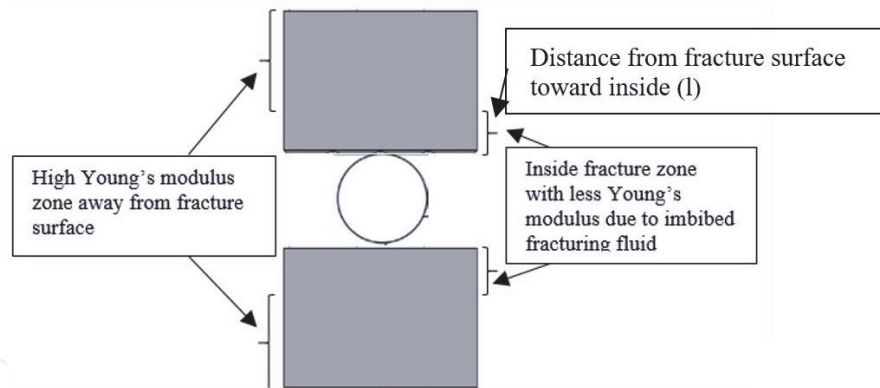 Distance from fracture surface
toward inside (l)
High Young's modulus
zone away from fracture
surface
Inside fracture zone
with less Young's
modulus due to imbibed
fracturing fluid